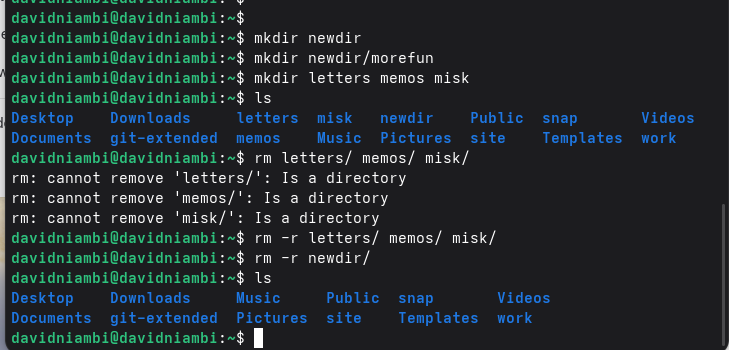 davidniambi@davidniambi:~$
davidniambi@davidniambi:~$ mkdir newdir
davidniambi@davidniambi:~$ mkdir newdir/morefun
davidniambi@davidniambi:~$ mkdir letters memos misk
davidniambi@davidniambi:~$ ls
Desktop    Downloads     letters  misk   newdir    Public  snap       Videos
Documents  git-extended  memos    Music  Pictures  site    Templates  work
davidniambi@davidniambi:~$ rm letters/ memos/ misk/
rm: cannot remove 'letters/': Is a directory
rm: cannot remove 'memos/': Is a directory
rm: cannot remove 'misk/': Is a directory
davidniambi@davidniambi:~$ rm -r letters/ memos/ misk/
davidniambi@davidniambi:~$ rm -r newdir/
davidniambi@davidniambi:~$ ls
Desktop    Downloads     Music     Public  snap       Videos
Documents  git-extended  Pictures  site    Templates  work
davidniambi@davidniambi:~$